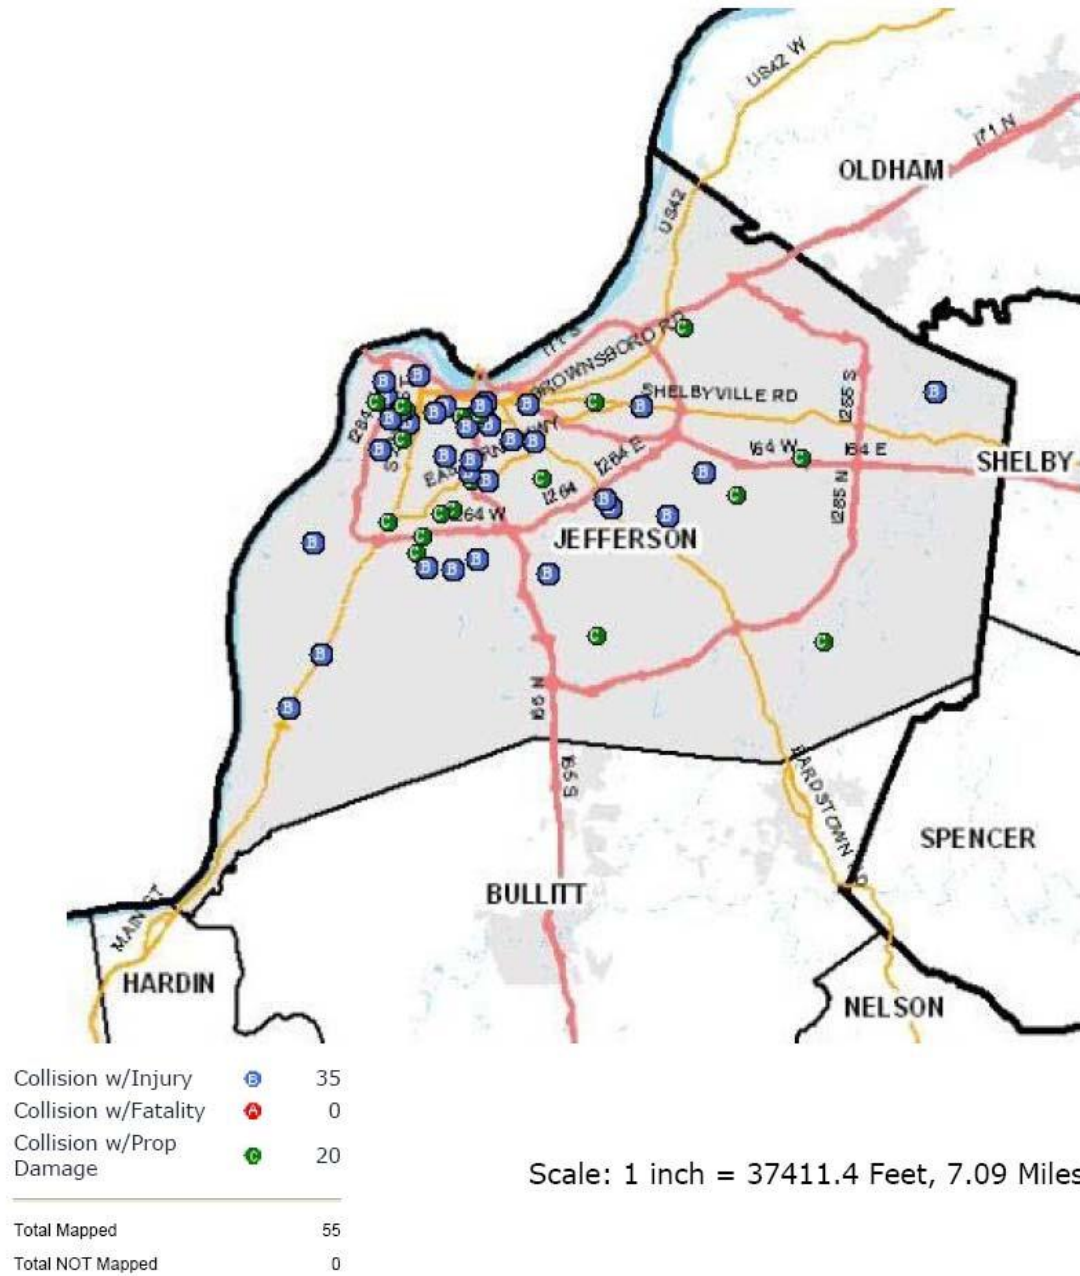 US42 W
I71 N
OLDHAM
US42
I71 S
BROWNSBORO RD
SHELBYVILLE RD
I265 S
I264
I64 W
I64 E
SHELBY
I264 E
I264
I265 N
I264 W
JEFFERSON
I65 N
I65 S
BARDSTOWN RD
SPENCER
BULLITT
MAIN ST
HARDIN
NELSON
Collision w/Injury B 35
Collision w/Fatality A 0
Collision w/Prop
Damage C 20
Scale: 1 inch = 37411.4 Feet, 7.09 Miles
Total Mapped 55
Total NOT Mapped 0